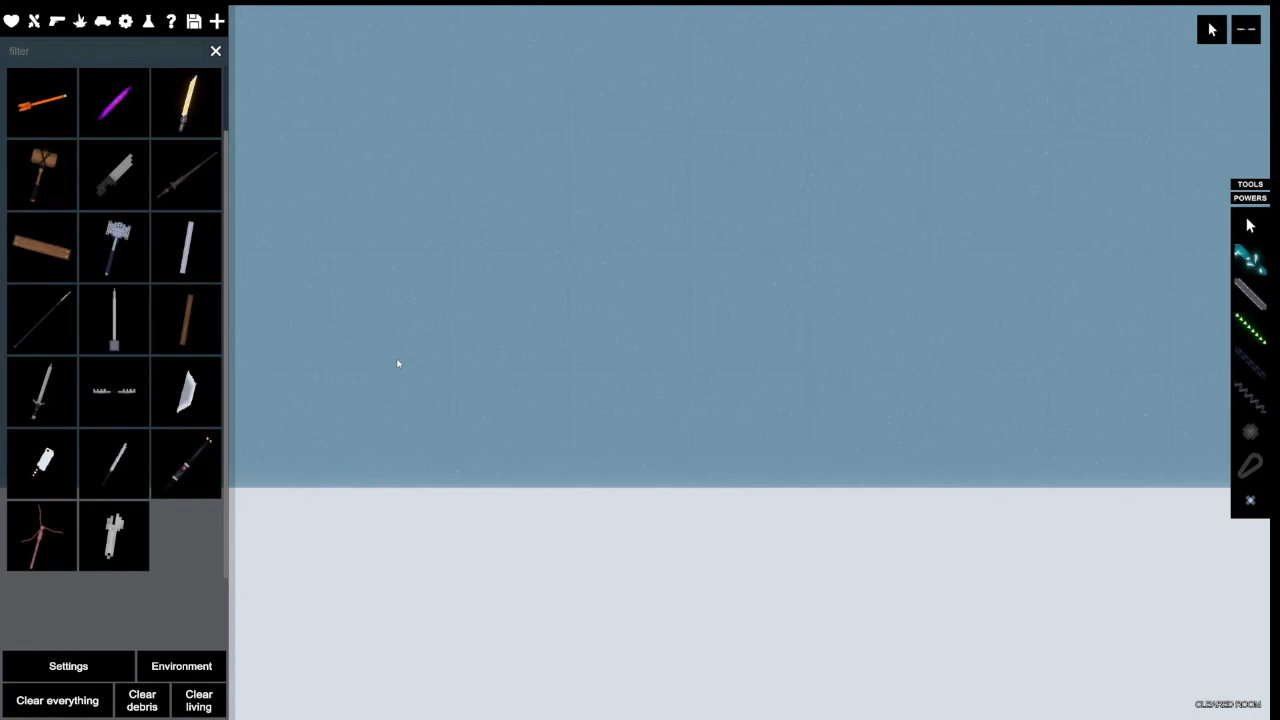 filter
TOOLS
POWERS
Settings
Environment
Clear everything
Clear debris
Clear living
CLEARED ROOM